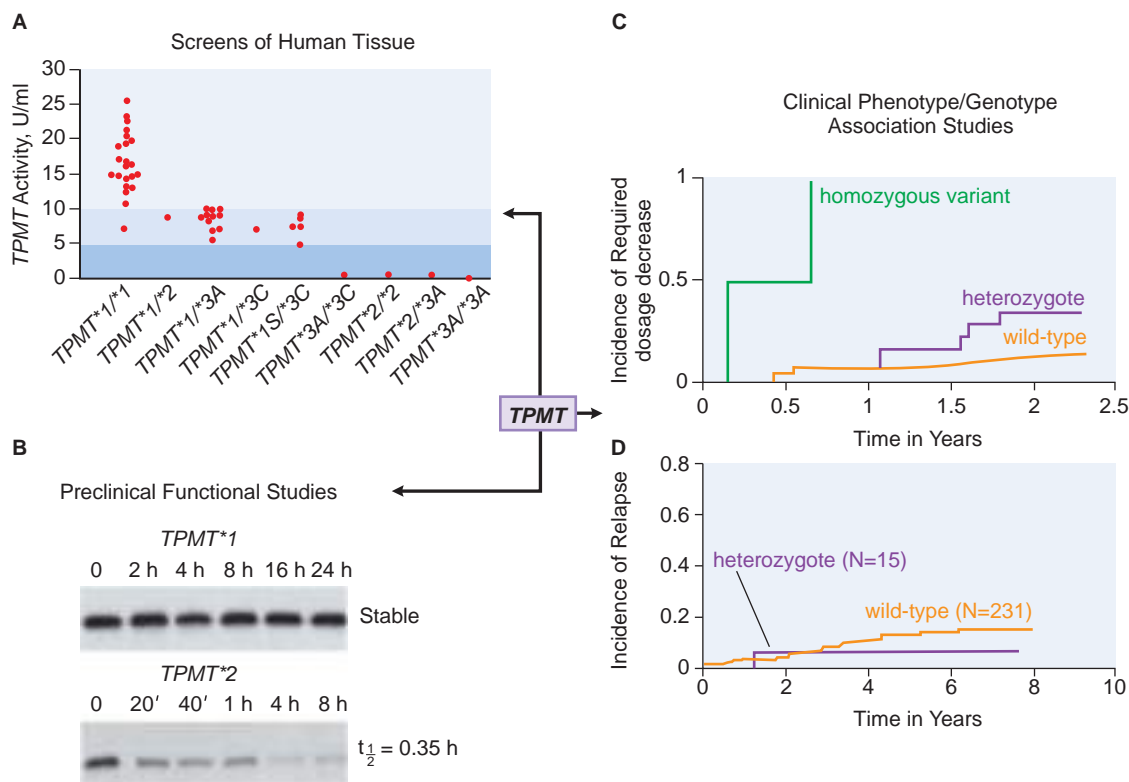 A
Screens of Human Tissue
TPMT Activity, U/ml
30
25
20
15
10
5
0
TPMT*1/*1
TPMT*1/*2
TPMT*1/*3A
TPMT*1/*3C
TPMT*1S/*3C
TPMT*3A/*3C
TPMT*2/*2
TPMT*2/*3A
TPMT*3A/*3A
TPMT
B
Preclinical Functional Studies
TPMT*1
0 2 h 4 h 8 h 16 h 24 h
Stable
TPMT*2
0 20′ 40′ 1 h 4 h 8 h
t½ = 0.35 h
C
Clinical Phenotype/Genotype
Association Studies
Incidence of Required
dosage decrease
1
0.5
0
homozygous variant
heterozygote
wild-type
0 0.5 1 1.5 2 2.5
Time in Years
D
Incidence of Relapse
0.8
0.6
0.4
0.2
0
heterozygote (N=15)
wild-type (N=231)
0 2 4 6 8 10
Time in Years